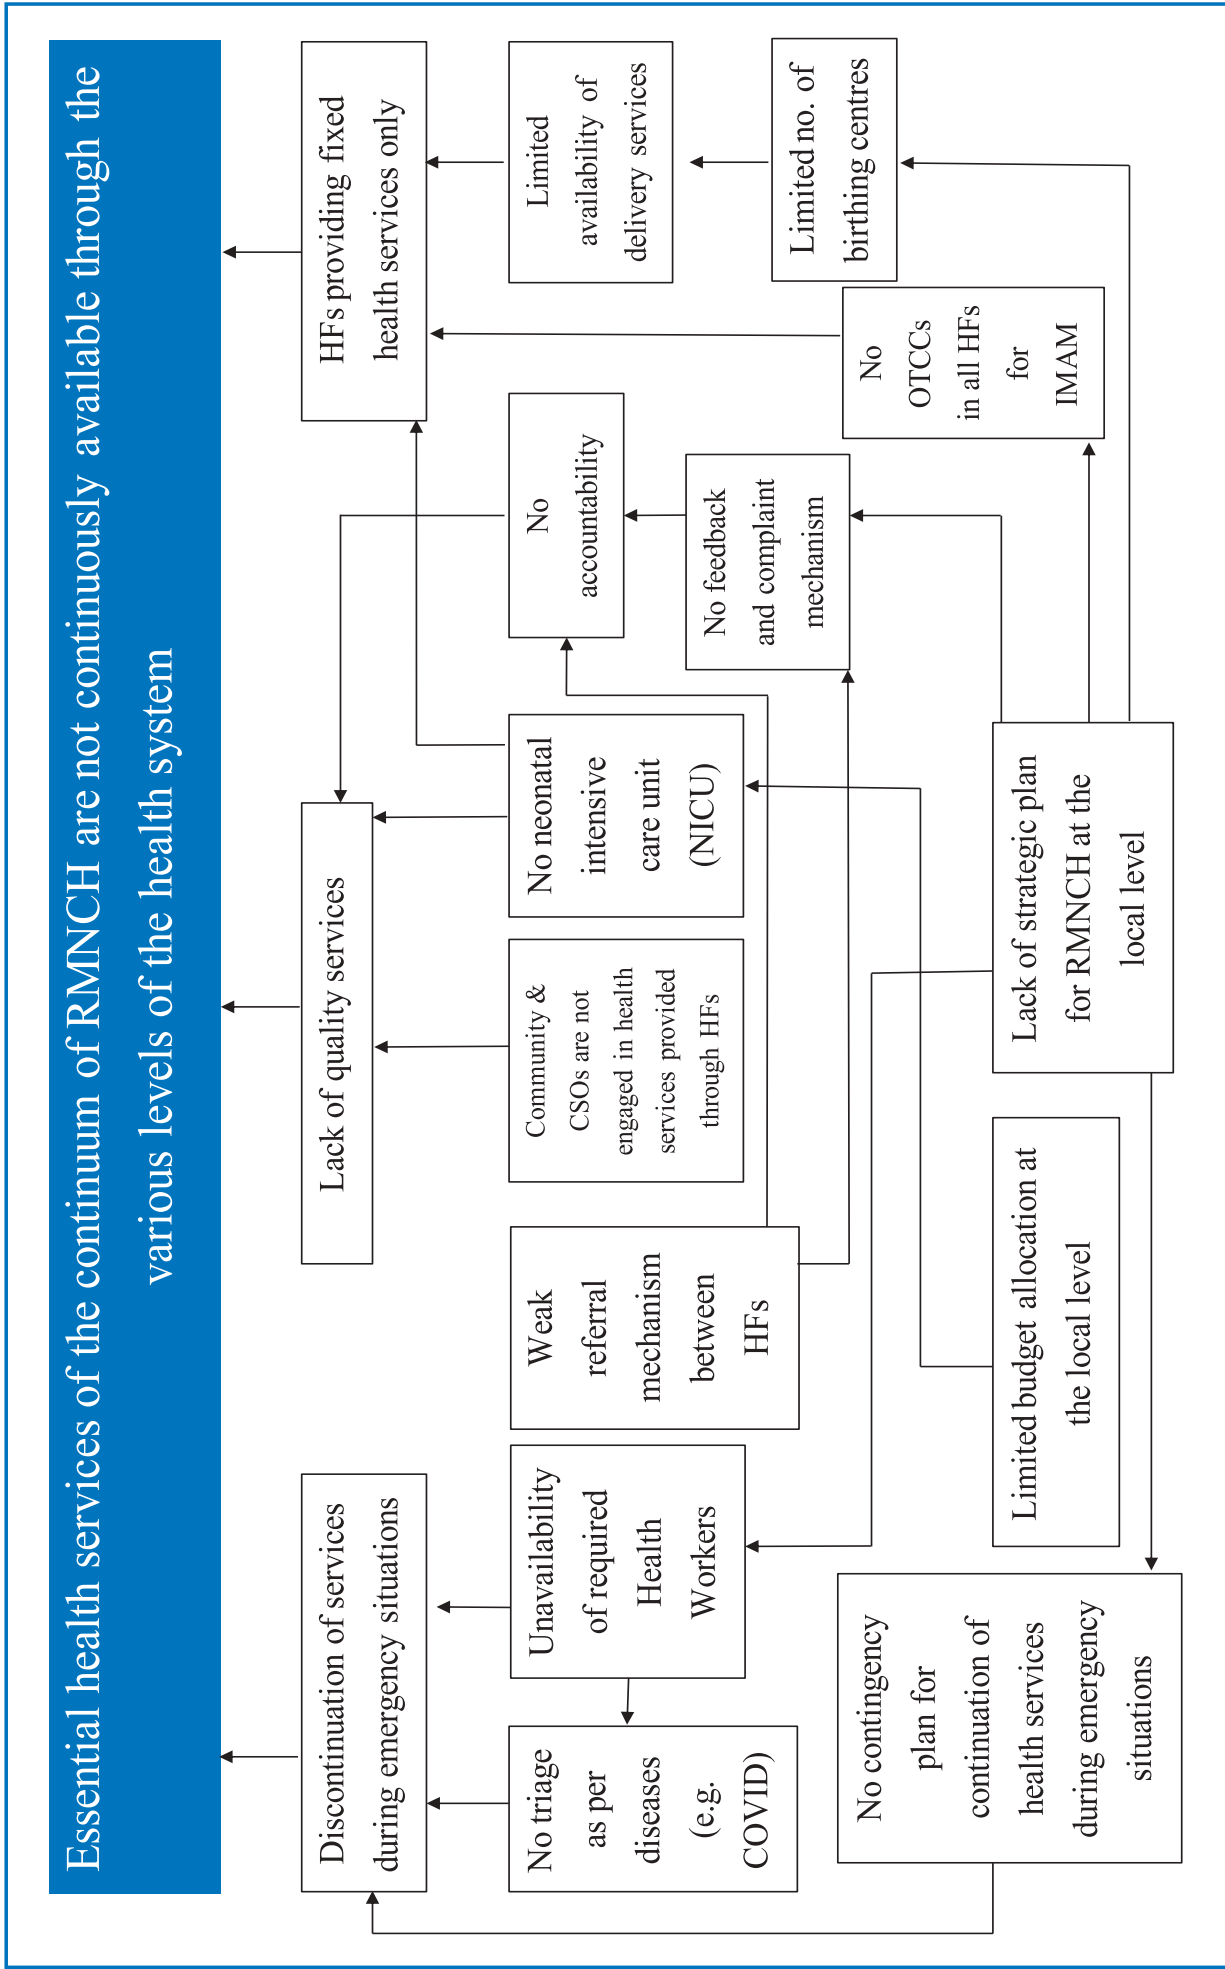 Essential health services of the continuum of RMNCH are not continuously available through the
various levels of the health system
Discontinuation of services
during emergency situations
Lack of quality services
HFs providing fixed
health services only
No triage
as per
diseases
(e.g.
COVID)
Unavailability
of required
Health
Workers
Weak
referral
mechanism
between
HFs
Community &
CSOs are not
engaged in health
services provided
through HFs
No neonatal
intensive
care unit
(NICU)
No
accountability
Limited
availability of
delivery services
No feedback
and complaint
mechanism
Limited no. of
birthing centres
No
OTCCs
in all HFs
for
IMAM
No contingency
plan for
continuation of
health services
during emergency
situations
Limited budget allocation at
the local level
Lack of strategic plan
for RMNCH at the
local level